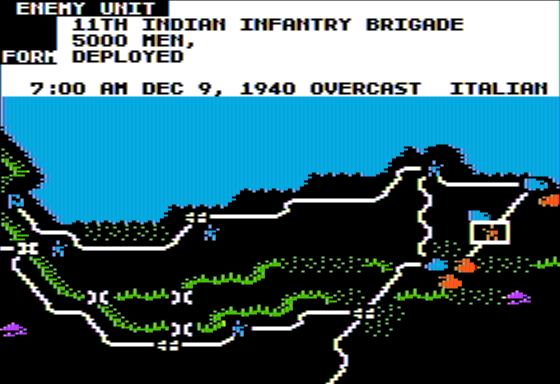 ENEMY UNIT
11TH INDIAN INFANTRY BRIGADE
5000 MEN,
FORM DEPLOYED
7:00 AM DEC 9, 1940 OVERCAST ITALIAN